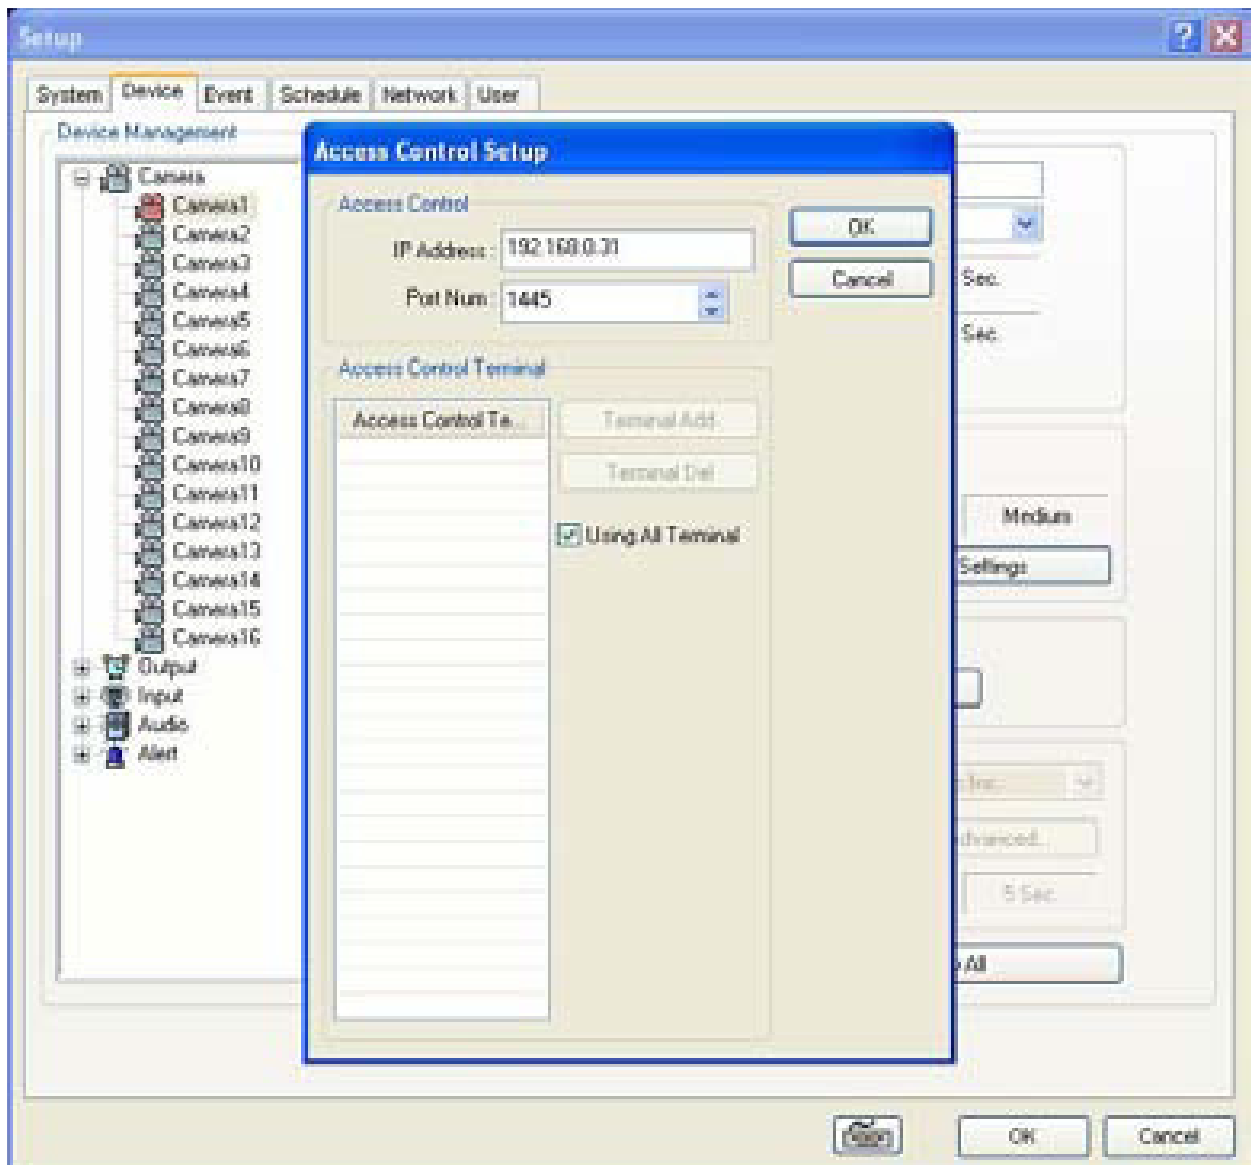 Setup
System Device Event Schedule Network User
Device Management
Camera
Camera1
Camera2
Camera3
Camera4
Camera5
Camera6
Camera7
Camera8
Camera9
Camera10
Camera11
Camera12
Camera13
Camera14
Camera15
Camera16
Output
Input
Audio
Alert
Access Control Setup
Access Control
IP Address : 192.168.0.31
Port Num : 1445
OK
Cancel
Access Control Terminal
Access Control Te...
Terminal Add
Terminal Del
Using All Terminal
Sec.
Sec.
Medium
Settings
Inc.
5 Sec.
All
OK Cancel